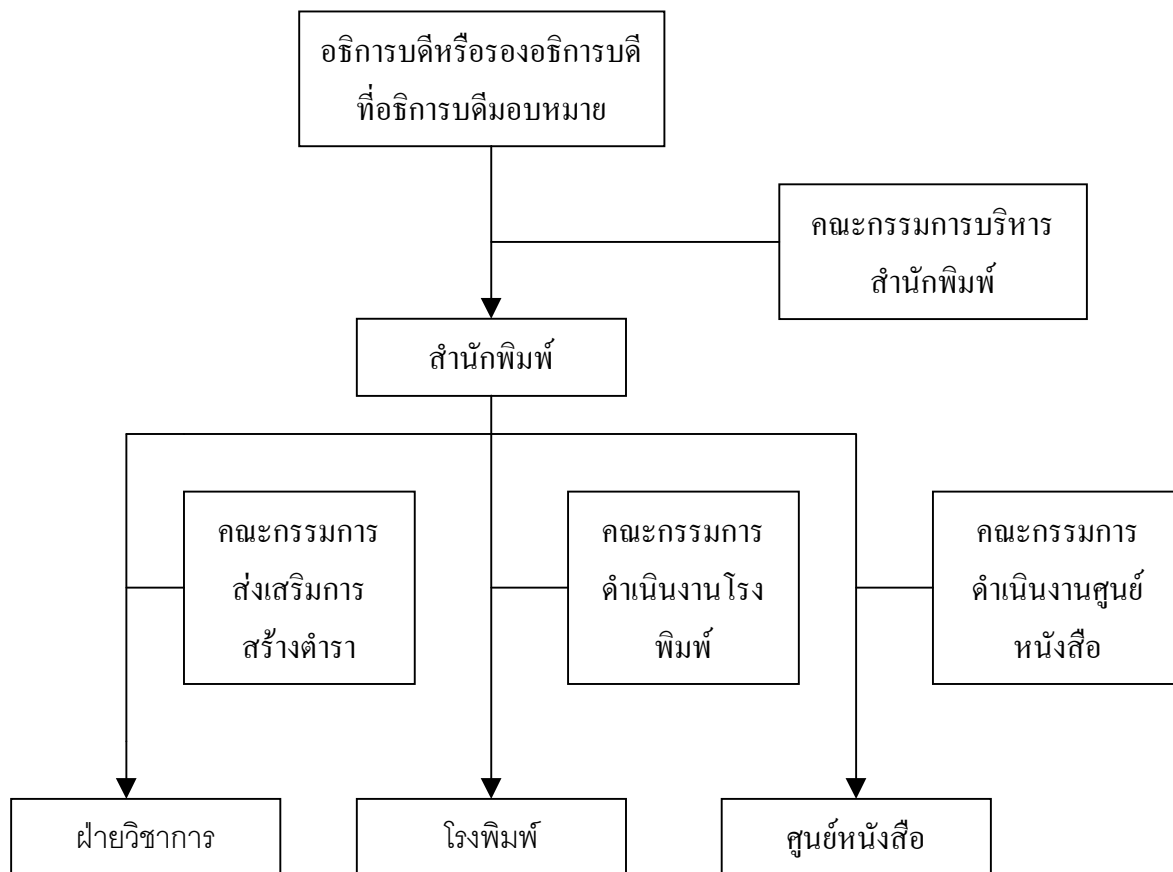 อธิการบดีหรือรองอธิการบดี
ที่อธิการบดีมอบหมาย
คณะกรรมการบริหาร
สำนักพิมพ์
สำนักพิมพ์
คณะกรรมการ
ส่งเสริมการ
สร้างตำรา
คณะกรรมการ
ดำเนินงานโรง
พิมพ์
คณะกรรมการ
ดำเนินงานศูนย์
หนังสือ
ฝ่ายวิชาการ
โรงพิมพ์
ศูนย์หนังสือ